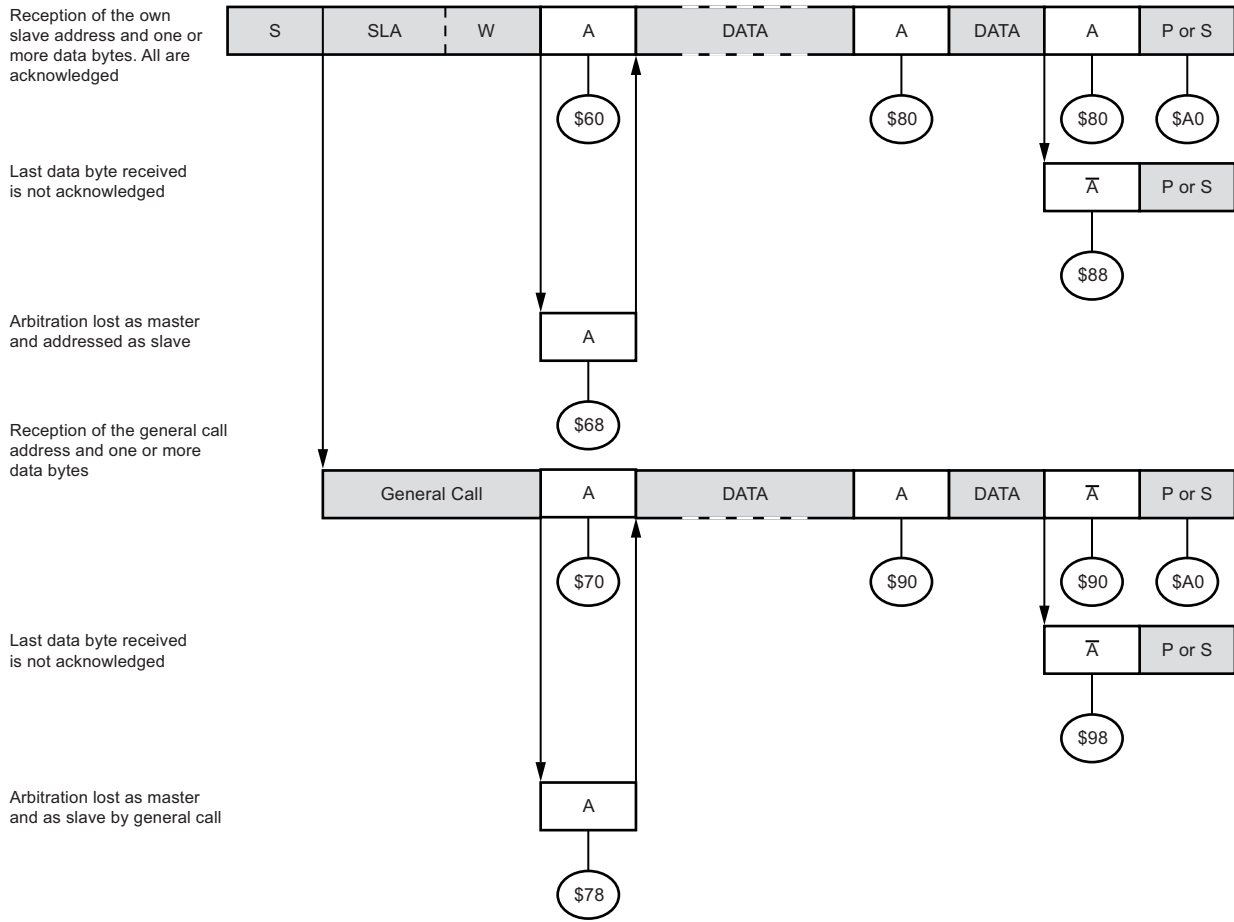 Reception of the own
slave address and one or
more data bytes. All are
acknowledged
S SLA W A DATA A DATA A P or S
$60 $80 $80 $A0
Last data byte received
is not acknowledged
A̅ P or S
$88
Arbitration lost as master
and addressed as slave
A
$68
Reception of the general call
address and one or more
data bytes
General Call A DATA A DATA A̅ P or S
$70 $90 $90 $A0
Last data byte received
is not acknowledged
A̅ P or S
$98
Arbitration lost as master
and as slave by general call
A
$78